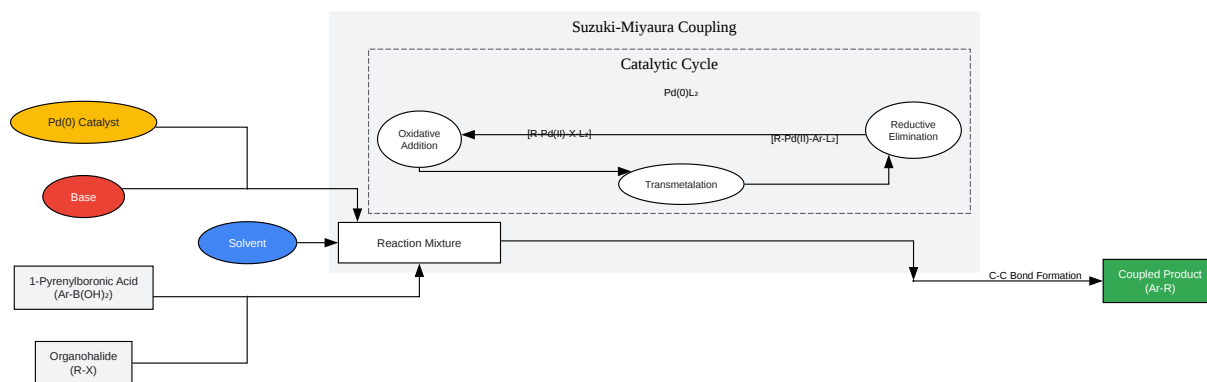 Suzuki-Miyaura Coupling
Catalytic Cycle
Pd(0)L₂
Pd(0) Catalyst
Oxidative
Addition
[R-Pd(II)-X-L₂]
[R-Pd(II)-Ar-L₂]
Reductive
Elimination
Transmetalation
Base
Solvent
Reaction Mixture
1-Pyrenylboronic Acid
(Ar-B(OH)₂)
C-C Bond Formation
Coupled Product
(Ar-R)
Organohalide
(R-X)